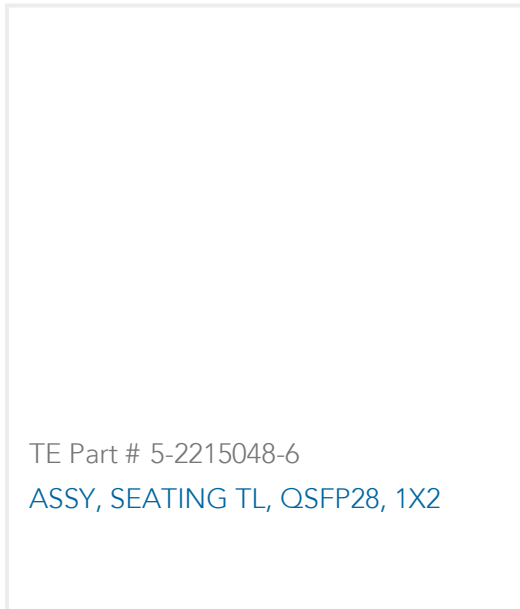 TE Part # 5-2215048-6
ASSY, SEATING TL, QSFP28, 1X2